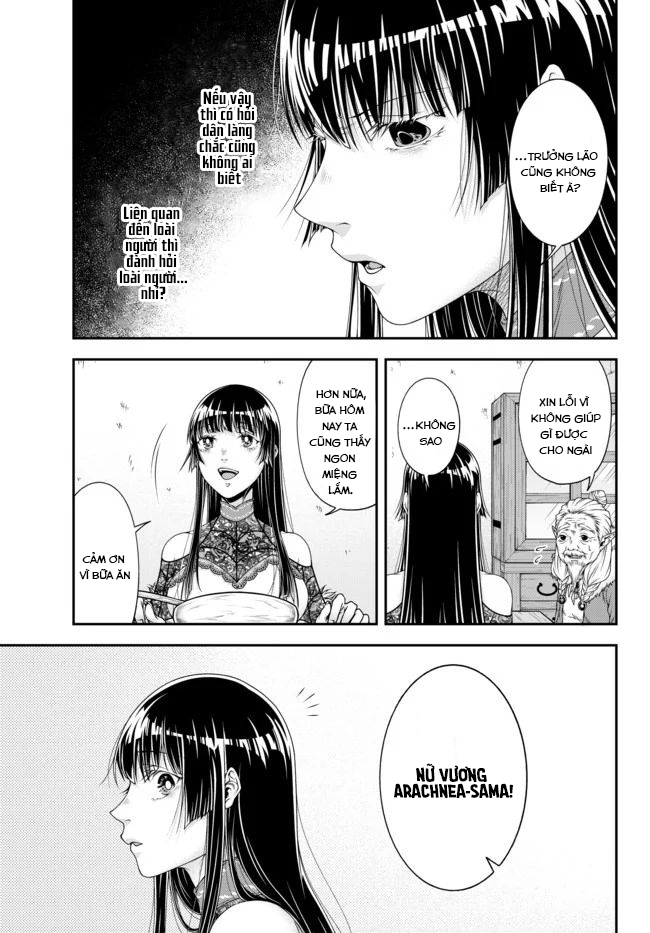 …TRƯỞNG LÃO
CŨNG KHÔNG
BIẾT À?
Nếu vậy
thì có hỏi
dân làng
chắc cũng
không ai
biết
Liên quan
đến loài
người thì
đành hỏi
loài người...
nhỉ?
XIN LỖI VÌ
KHÔNG GIÚP
GÌ ĐƯỢC
CHO NGÀI
…KHÔNG
SAO
HƠN NỮA,
BỮA HÔM
NAY TA
CŨNG THẤY
NGON
MIỆNG
LẮM.
CẢM ƠN
VÌ BỮA ĂN
NỮ VƯƠNG
ARACHNEA-SAMA!